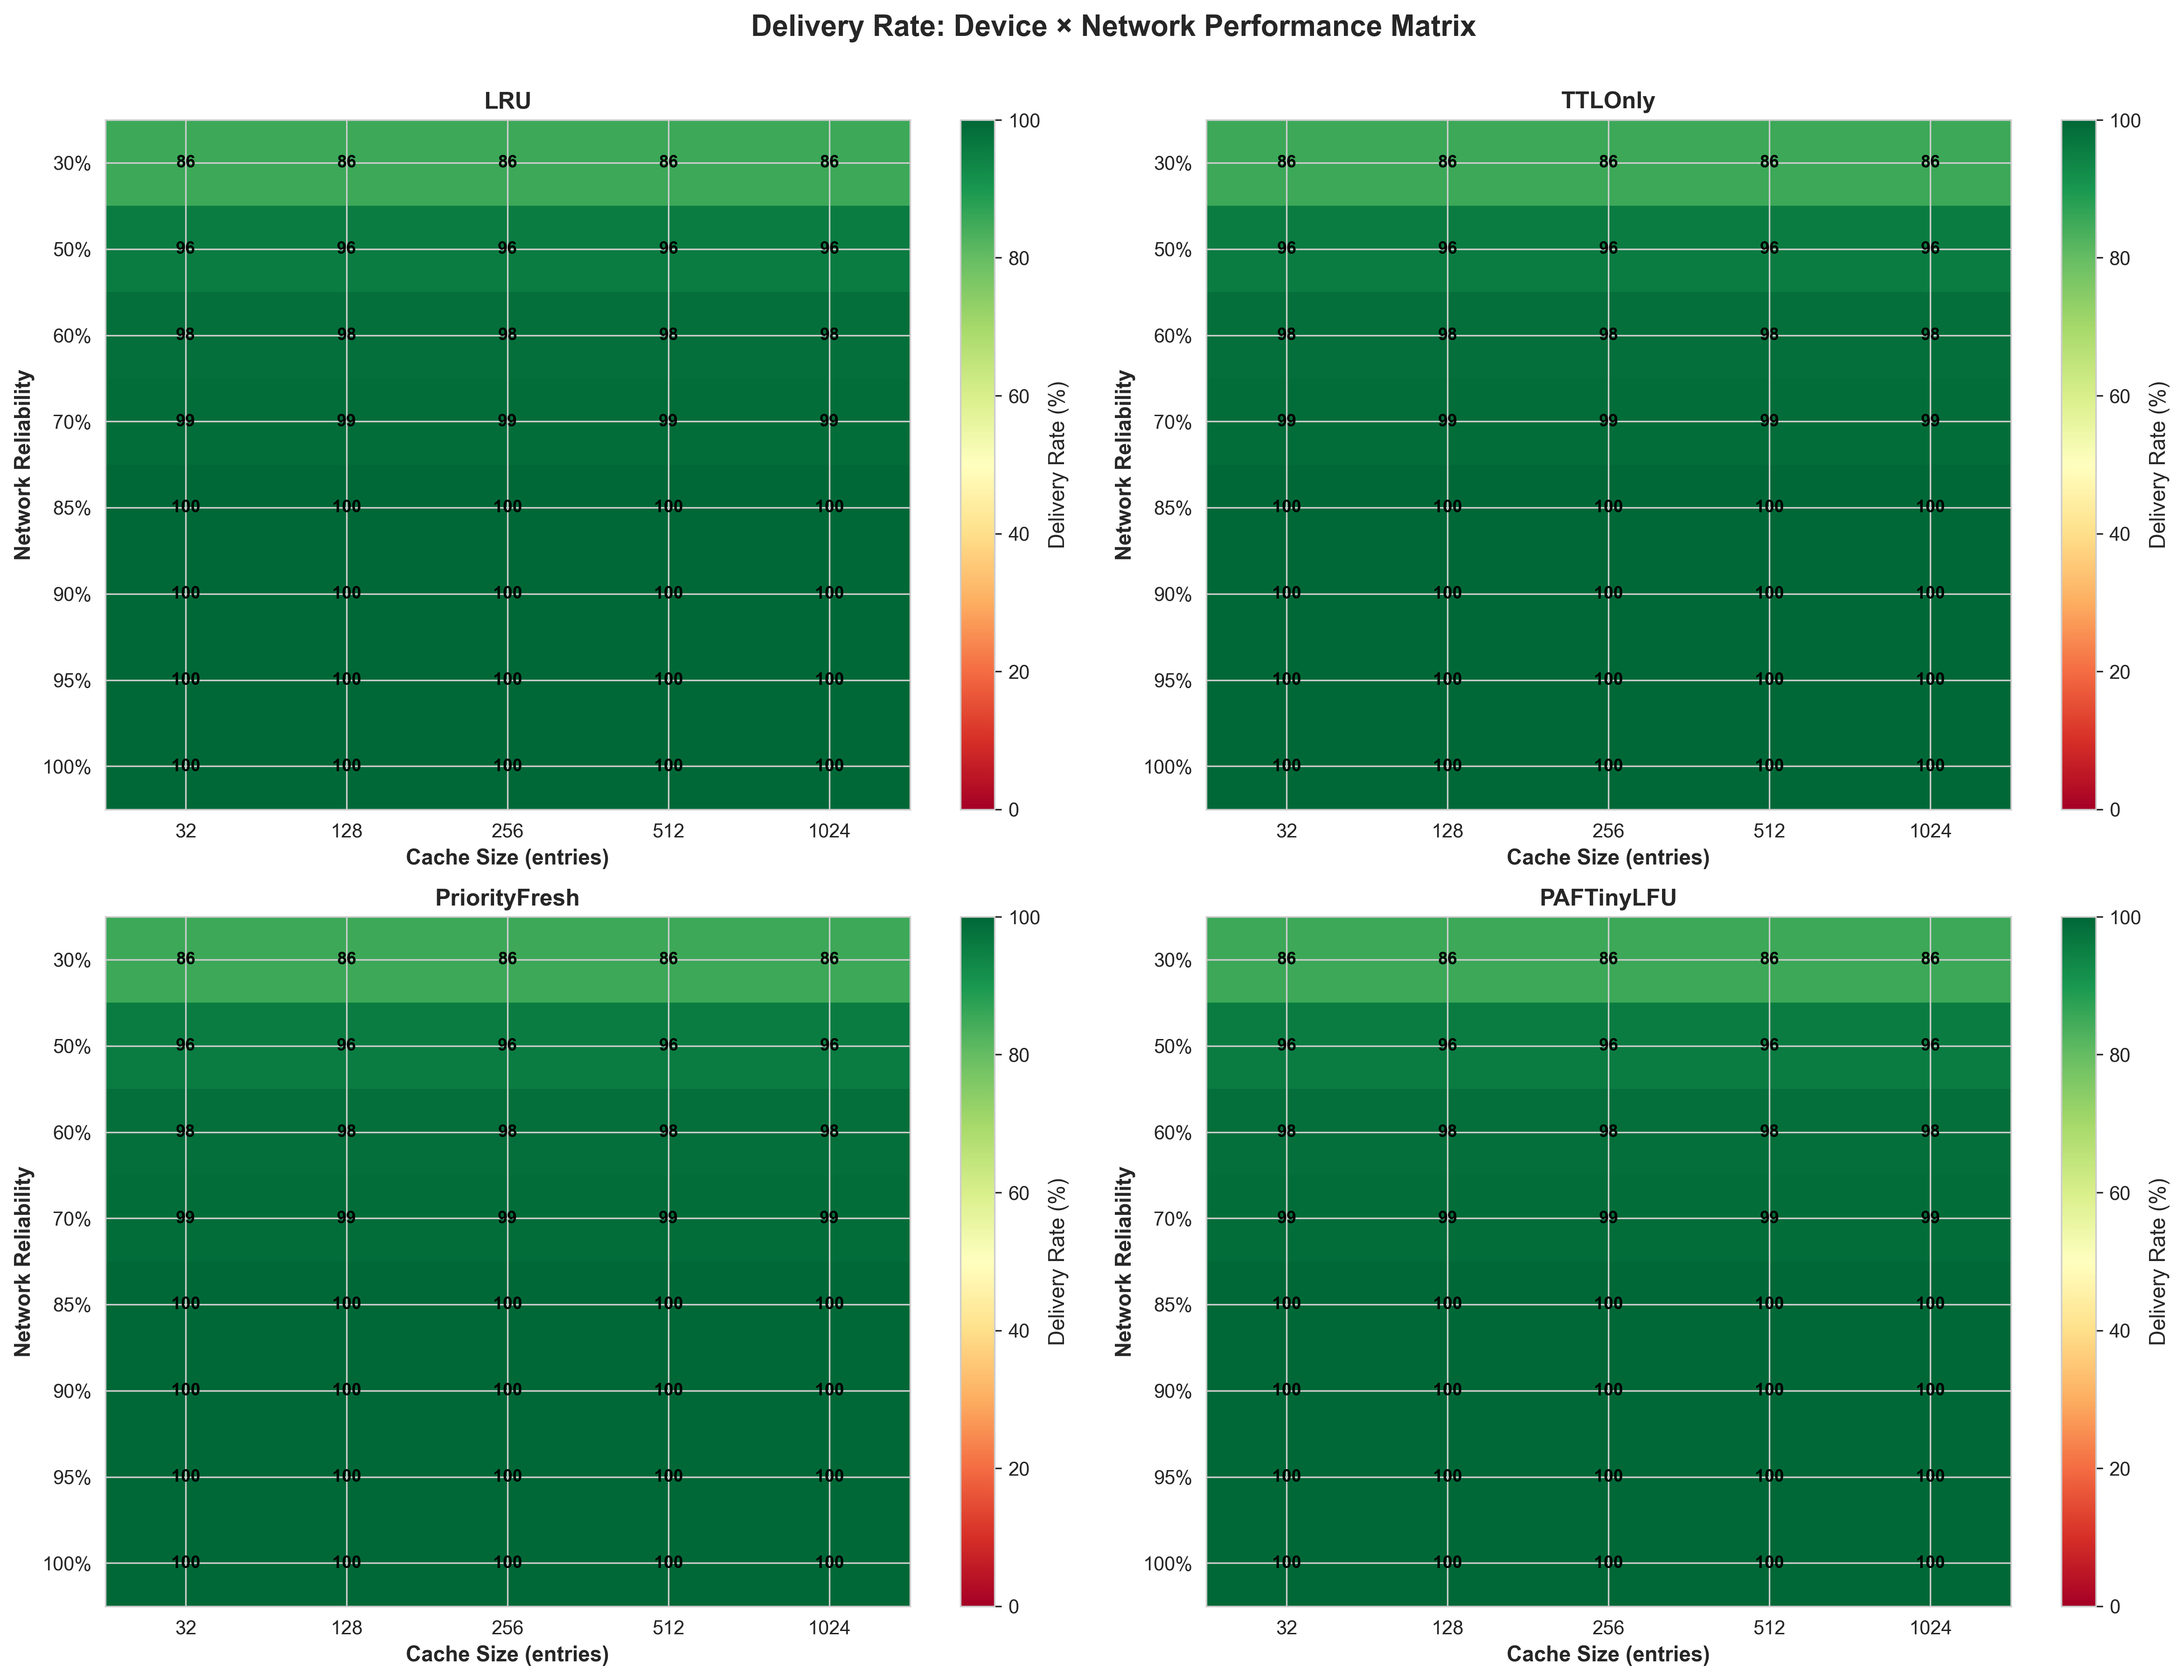 Delivery Rate: Device × Network Performance Matrix
LRU
Network Reliability
30% 86 86 86 86 86
50% 96 96 96 96 96
60% 98 98 98 98 98
70% 99 99 99 99 99
85% 100 100 100 100 100
90% 100 100 100 100 100
95% 100 100 100 100 100
100% 100 100 100 100 100
32 128 256 512 1024
Cache Size (entries)
100
80
60
40
20
0
Delivery Rate (%)
TTLOnly
Network Reliability
30% 86 86 86 86 86
50% 96 96 96 96 96
60% 98 98 98 98 98
70% 99 99 99 99 99
85% 100 100 100 100 100
90% 100 100 100 100 100
95% 100 100 100 100 100
100% 100 100 100 100 100
32 128 256 512 1024
Cache Size (entries)
100
80
60
40
20
0
Delivery Rate (%)
PriorityFresh
Network Reliability
30% 86 86 86 86 86
50% 96 96 96 96 96
60% 98 98 98 98 98
70% 99 99 99 99 99
85% 100 100 100 100 100
90% 100 100 100 100 100
95% 100 100 100 100 100
100% 100 100 100 100 100
32 128 256 512 1024
Cache Size (entries)
100
80
60
40
20
0
Delivery Rate (%)
PAFTinyLFU
Network Reliability
30% 86 86 86 86 86
50% 96 96 96 96 96
60% 98 98 98 98 98
70% 99 99 99 99 99
85% 100 100 100 100 100
90% 100 100 100 100 100
95% 100 100 100 100 100
100% 100 100 100 100 100
32 128 256 512 1024
Cache Size (entries)
100
80
60
40
20
0
Delivery Rate (%)